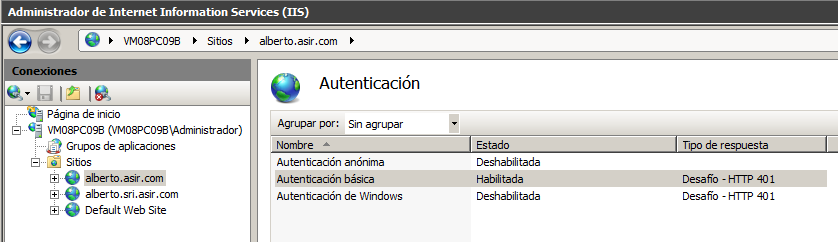 Administrador de Internet Information Services (IIS)
VM08PC09B Sitios alberto.asir.com
Conexiones
Página de inicio
VM08PC09B (VM08PC09B\Administrador)
Grupos de aplicaciones
Sitios
alberto.asir.com
alberto.sri.asir.com
Default Web Site
Autenticación
Agrupar por: Sin agrupar
Nombre Estado Tipo de respuesta
Autenticación anónima Deshabilitada
Autenticación básica Habilitada Desafío - HTTP 401
Autenticación de Windows Deshabilitada Desafío - HTTP 401